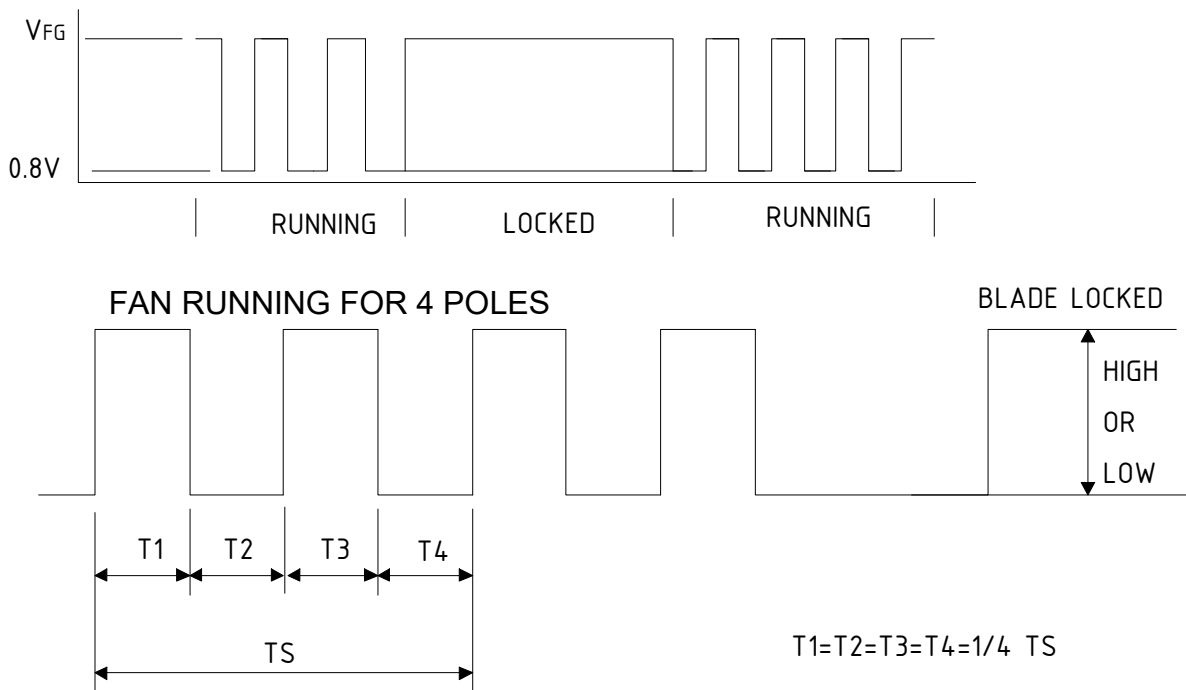 VFG
0.8V
RUNNING
LOCKED
RUNNING
FAN RUNNING FOR 4 POLES
BLADE LOCKED
HIGH
OR
LOW
T1
T2
T3
T4
TS
T1=T2=T3=T4=1/4 TS